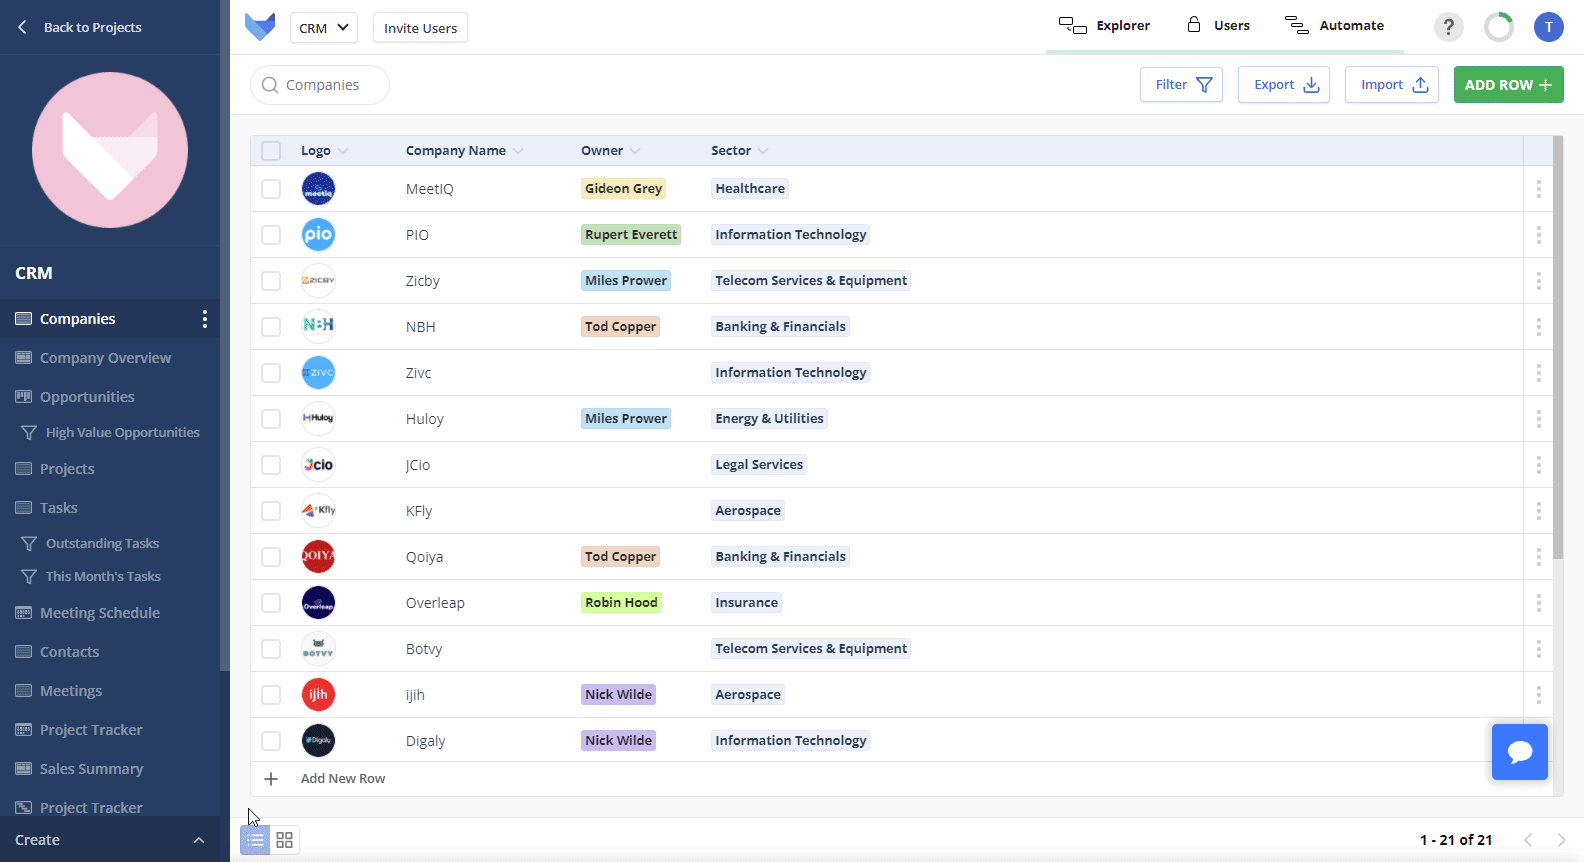 Back to Projects
CRM
Companies
Company Overview
Opportunities
High Value Opportunities
Projects
Tasks
Outstanding Tasks
This Month's Tasks
Meeting Schedule
Contacts
Meetings
Project Tracker
Sales Summary
Project Tracker
Create
CRM Invite Users Explorer Users Automate ? T
Companies Filter Export Import ADD ROW
Logo Company Name Owner Sector
meetiq MeetIQ Gideon Grey Healthcare
pio PIO Rupert Everett Information Technology
ZICBY Zicby Miles Prower Telecom Services & Equipment
NBH NBH Tod Copper Banking & Financials
ZIVC Zivc Information Technology
Huloy Huloy Miles Prower Energy & Utilities
Jcio JCio Legal Services
Kfly KFly Aerospace
QOIYA Qoiya Tod Copper Banking & Financials
Overleap Overleap Robin Hood Insurance
BOTVY Botvy Telecom Services & Equipment
ijih ijih Nick Wilde Aerospace
Digaly Digaly Nick Wilde Information Technology
Add New Row
1 - 21 of 21